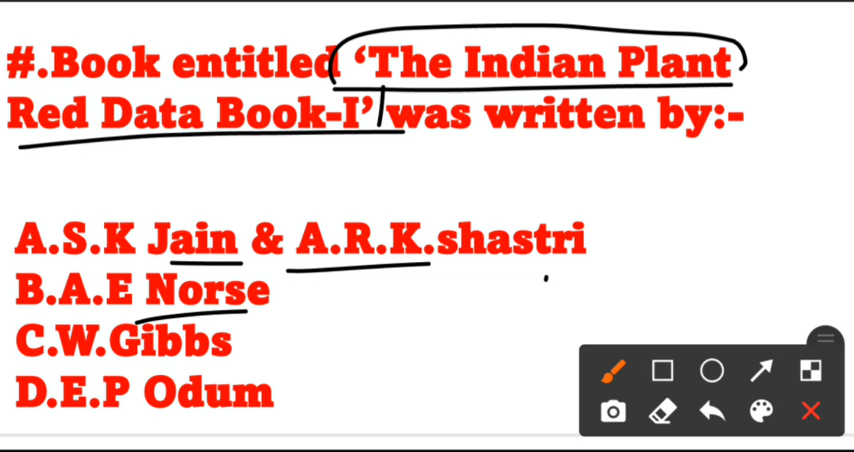 #.Book entitled ‘The Indian Plant
Red Data Book-I’ was written by:-
A.S.K Jain & A.R.K.shastri
B.A.E Norse
C.W.Gibbs
D.E.P Odum